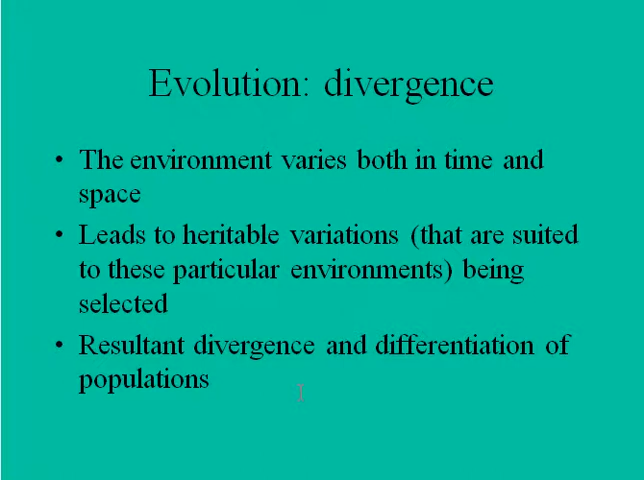 Evolution: divergence
• The environment varies both in time and
space
• Leads to heritable variations (that are suited
to these particular environments) being
selected
• Resultant divergence and differentiation of
populations